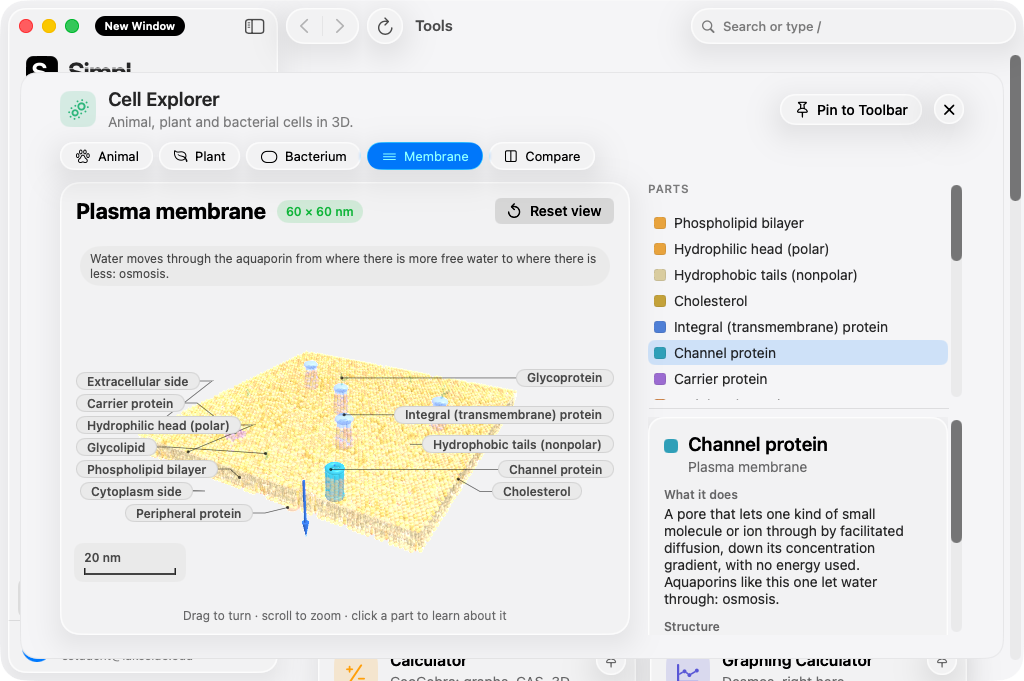 New Window
Tools
Search or type /
Simpl
Cell Explorer
Animal, plant and bacterial cells in 3D.
Pin to Toolbar
Animal
Plant
Bacterium
Membrane
Compare
Plasma membrane
60 × 60 nm
Reset view
Water moves through the aquaporin from where there is more free water to where there is
less: osmosis.
Extracellular side
Carrier protein
Hydrophilic head (polar)
Glycolipid
Phospholipid bilayer
Cytoplasm side
Peripheral protein
Glycoprotein
Integral (transmembrane) protein
Hydrophobic tails (nonpolar)
Channel protein
Cholesterol
20 nm
Drag to turn · scroll to zoom · click a part to learn about it
PARTS
Phospholipid bilayer
Hydrophilic head (polar)
Hydrophobic tails (nonpolar)
Cholesterol
Integral (transmembrane) protein
Channel protein
Carrier protein
Channel protein
Plasma membrane
What it does
A pore that lets one kind of small
molecule or ion through by facilitated
diffusion, down its concentration
gradient, with no energy used.
Aquaporins like this one let water
through: osmosis.
Structure
Calculator
Graphing Calculator